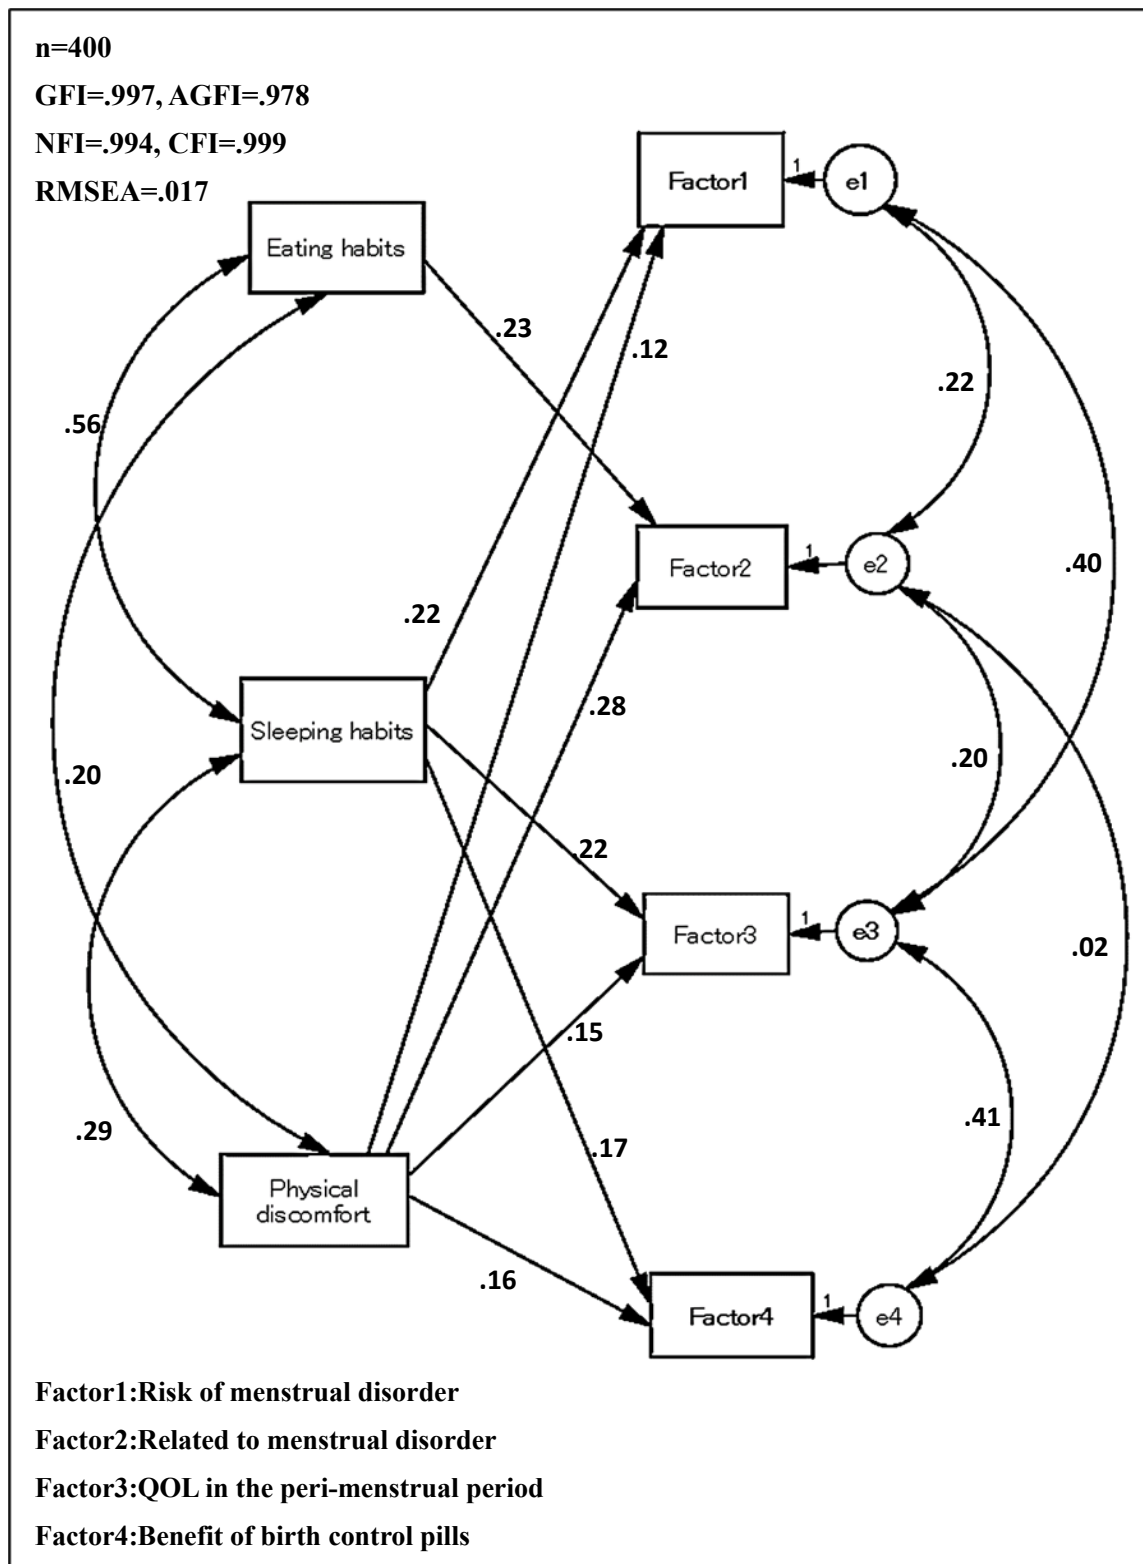 n=400
GFI=.997, AGFI=.978
NFI=.994, CFI=.999
RMSEA=.017
Factor1
1
e1
Eating habits
.23
.12
.22
.56
Factor2
1
e2
.40
.22
.28
Sleeping habits
.20
.20
.22
Factor3
1
e3
.02
.15
.29
.41
.17
Physical
discomfort
.16
Factor4
1
e4
Factor1:Risk of menstrual disorder
Factor2:Related to menstrual disorder
Factor3:QOL in the peri-menstrual period
Factor4:Benefit of birth control pills